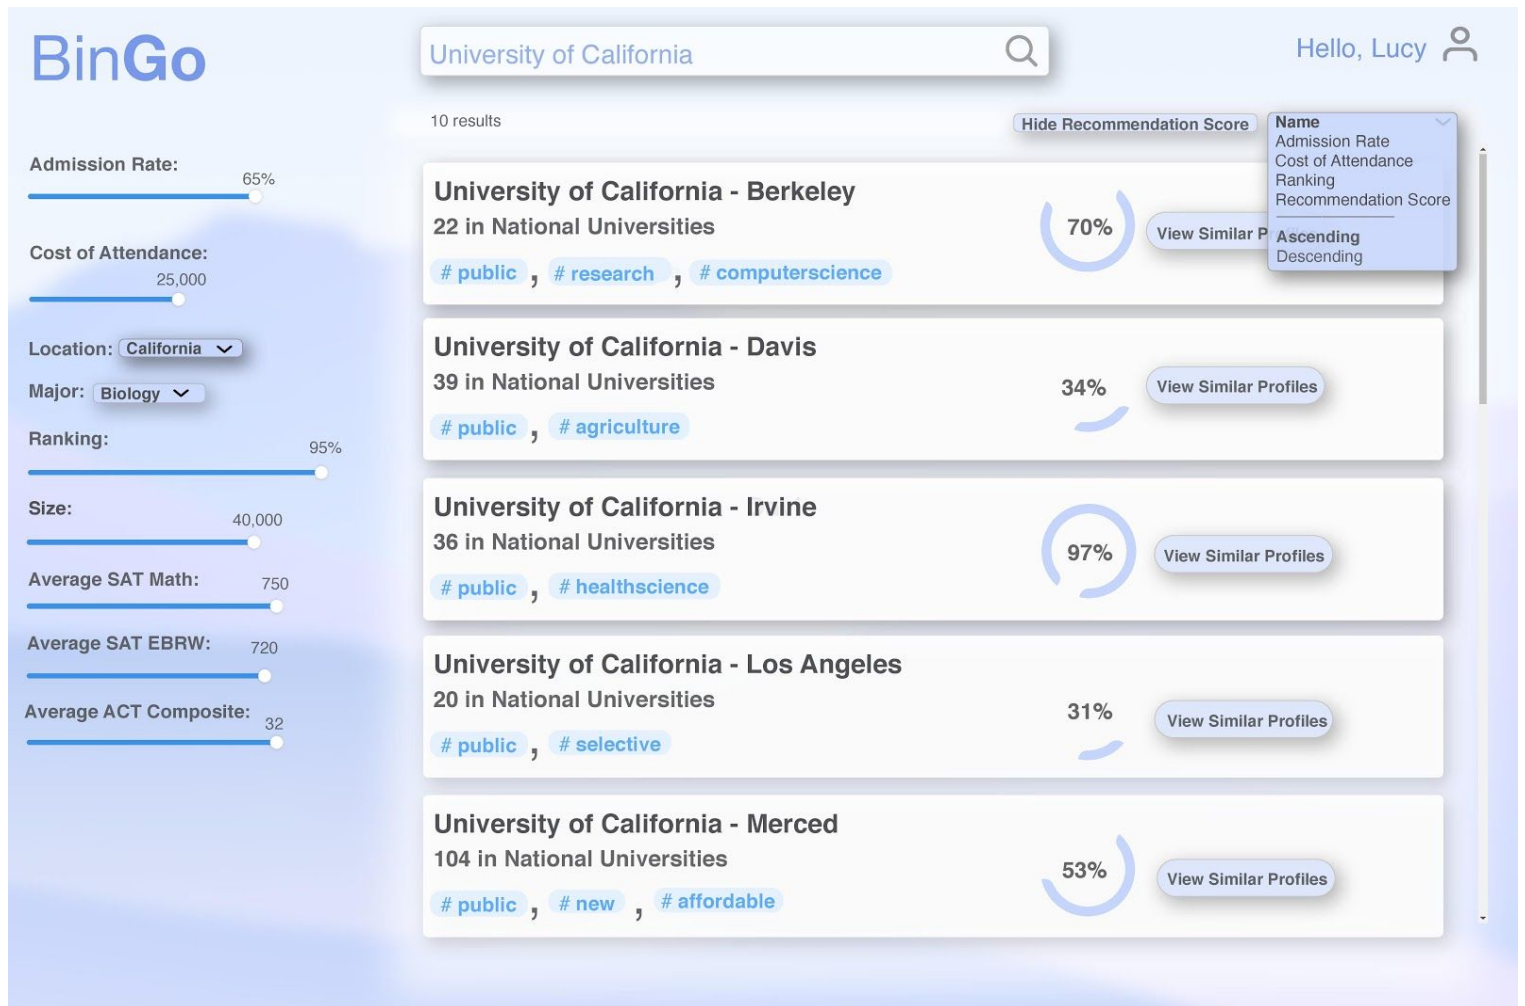 BinGo
University of California
Hello, Lucy
10 results
Hide Recommendation Score
Name
Admission Rate
Cost of Attendance
Ranking
Recommendation Score
Ascending
Descending
Admission Rate:
65%
Cost of Attendance:
25,000
Location: California
Major: Biology
Ranking:
95%
Size:
40,000
Average SAT Math:
750
Average SAT EBRW:
720
Average ACT Composite:
32
University of California - Berkeley
22 in National Universities
# public , # research , # computerscience
70%
View Similar P
University of California - Davis
39 in National Universities
# public , # agriculture
34%
View Similar Profiles
University of California - Irvine
36 in National Universities
# public , # healthscience
97%
View Similar Profiles
University of California - Los Angeles
20 in National Universities
# public , # selective
31%
View Similar Profiles
University of California - Merced
104 in National Universities
# public , # new , # affordable
53%
View Similar Profiles